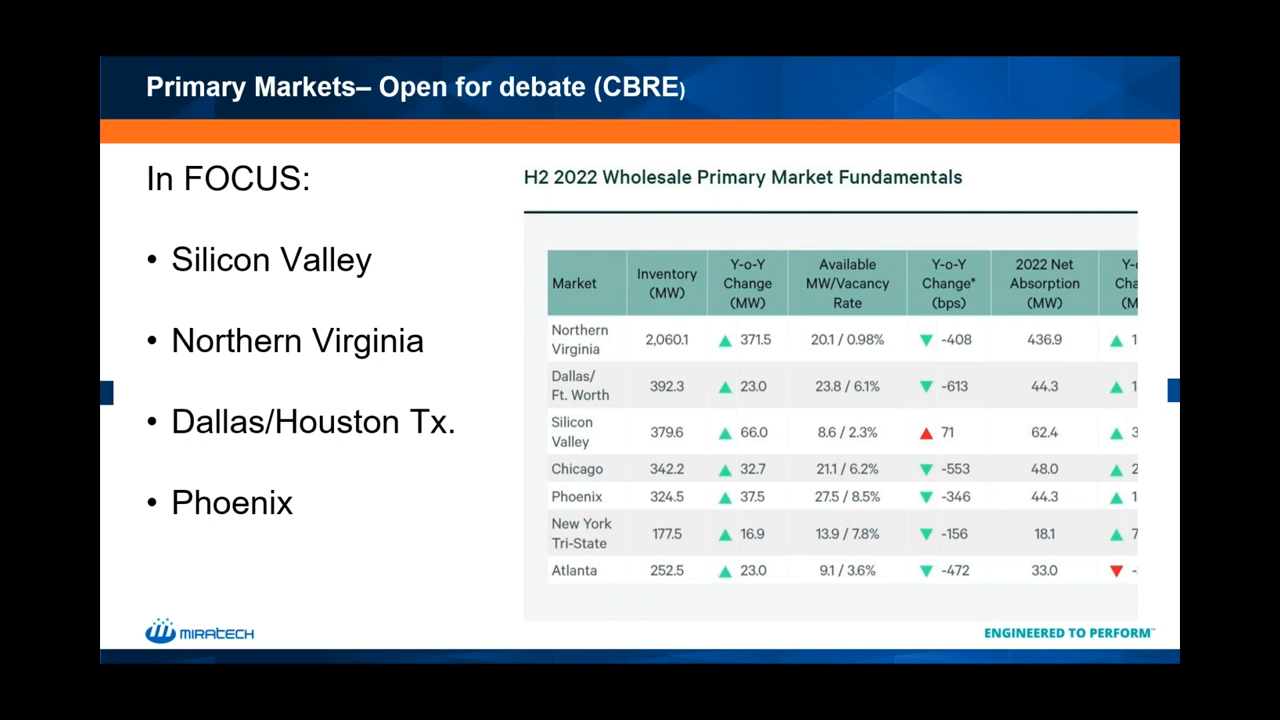 Primary Markets– Open for debate (CBRE)
In FOCUS:
• Silicon Valley
• Northern Virginia
• Dallas/Houston Tx.
• Phoenix
H2 2022 Wholesale Primary Market Fundamentals
Market Inventory (MW) Y-o-Y Change (MW) Available MW/Vacancy Rate Y-o-Y Change* (bps) 2022 Net Absorption (MW)
Northern Virginia 2,060.1 ▲ 371.5 20.1 / 0.98% ▼ -408 436.9 ▲
Dallas/ Ft. Worth 392.3 ▲ 23.0 23.8 / 6.1% ▼ -613 44.3 ▲
Silicon Valley 379.6 ▲ 66.0 8.6 / 2.3% ▲ 71 62.4 ▲
Chicago 342.2 ▲ 32.7 21.1 / 6.2% ▼ -553 48.0 ▲
Phoenix 324.5 ▲ 37.5 27.5 / 8.5% ▼ -346 44.3 ▲
New York Tri-State 177.5 ▲ 16.9 13.9 / 7.8% ▼ -156 18.1 ▲
Atlanta 252.5 ▲ 23.0 9.1 / 3.6% ▼ -472 33.0 ▼
MIRATECH
ENGINEERED TO PERFORM™